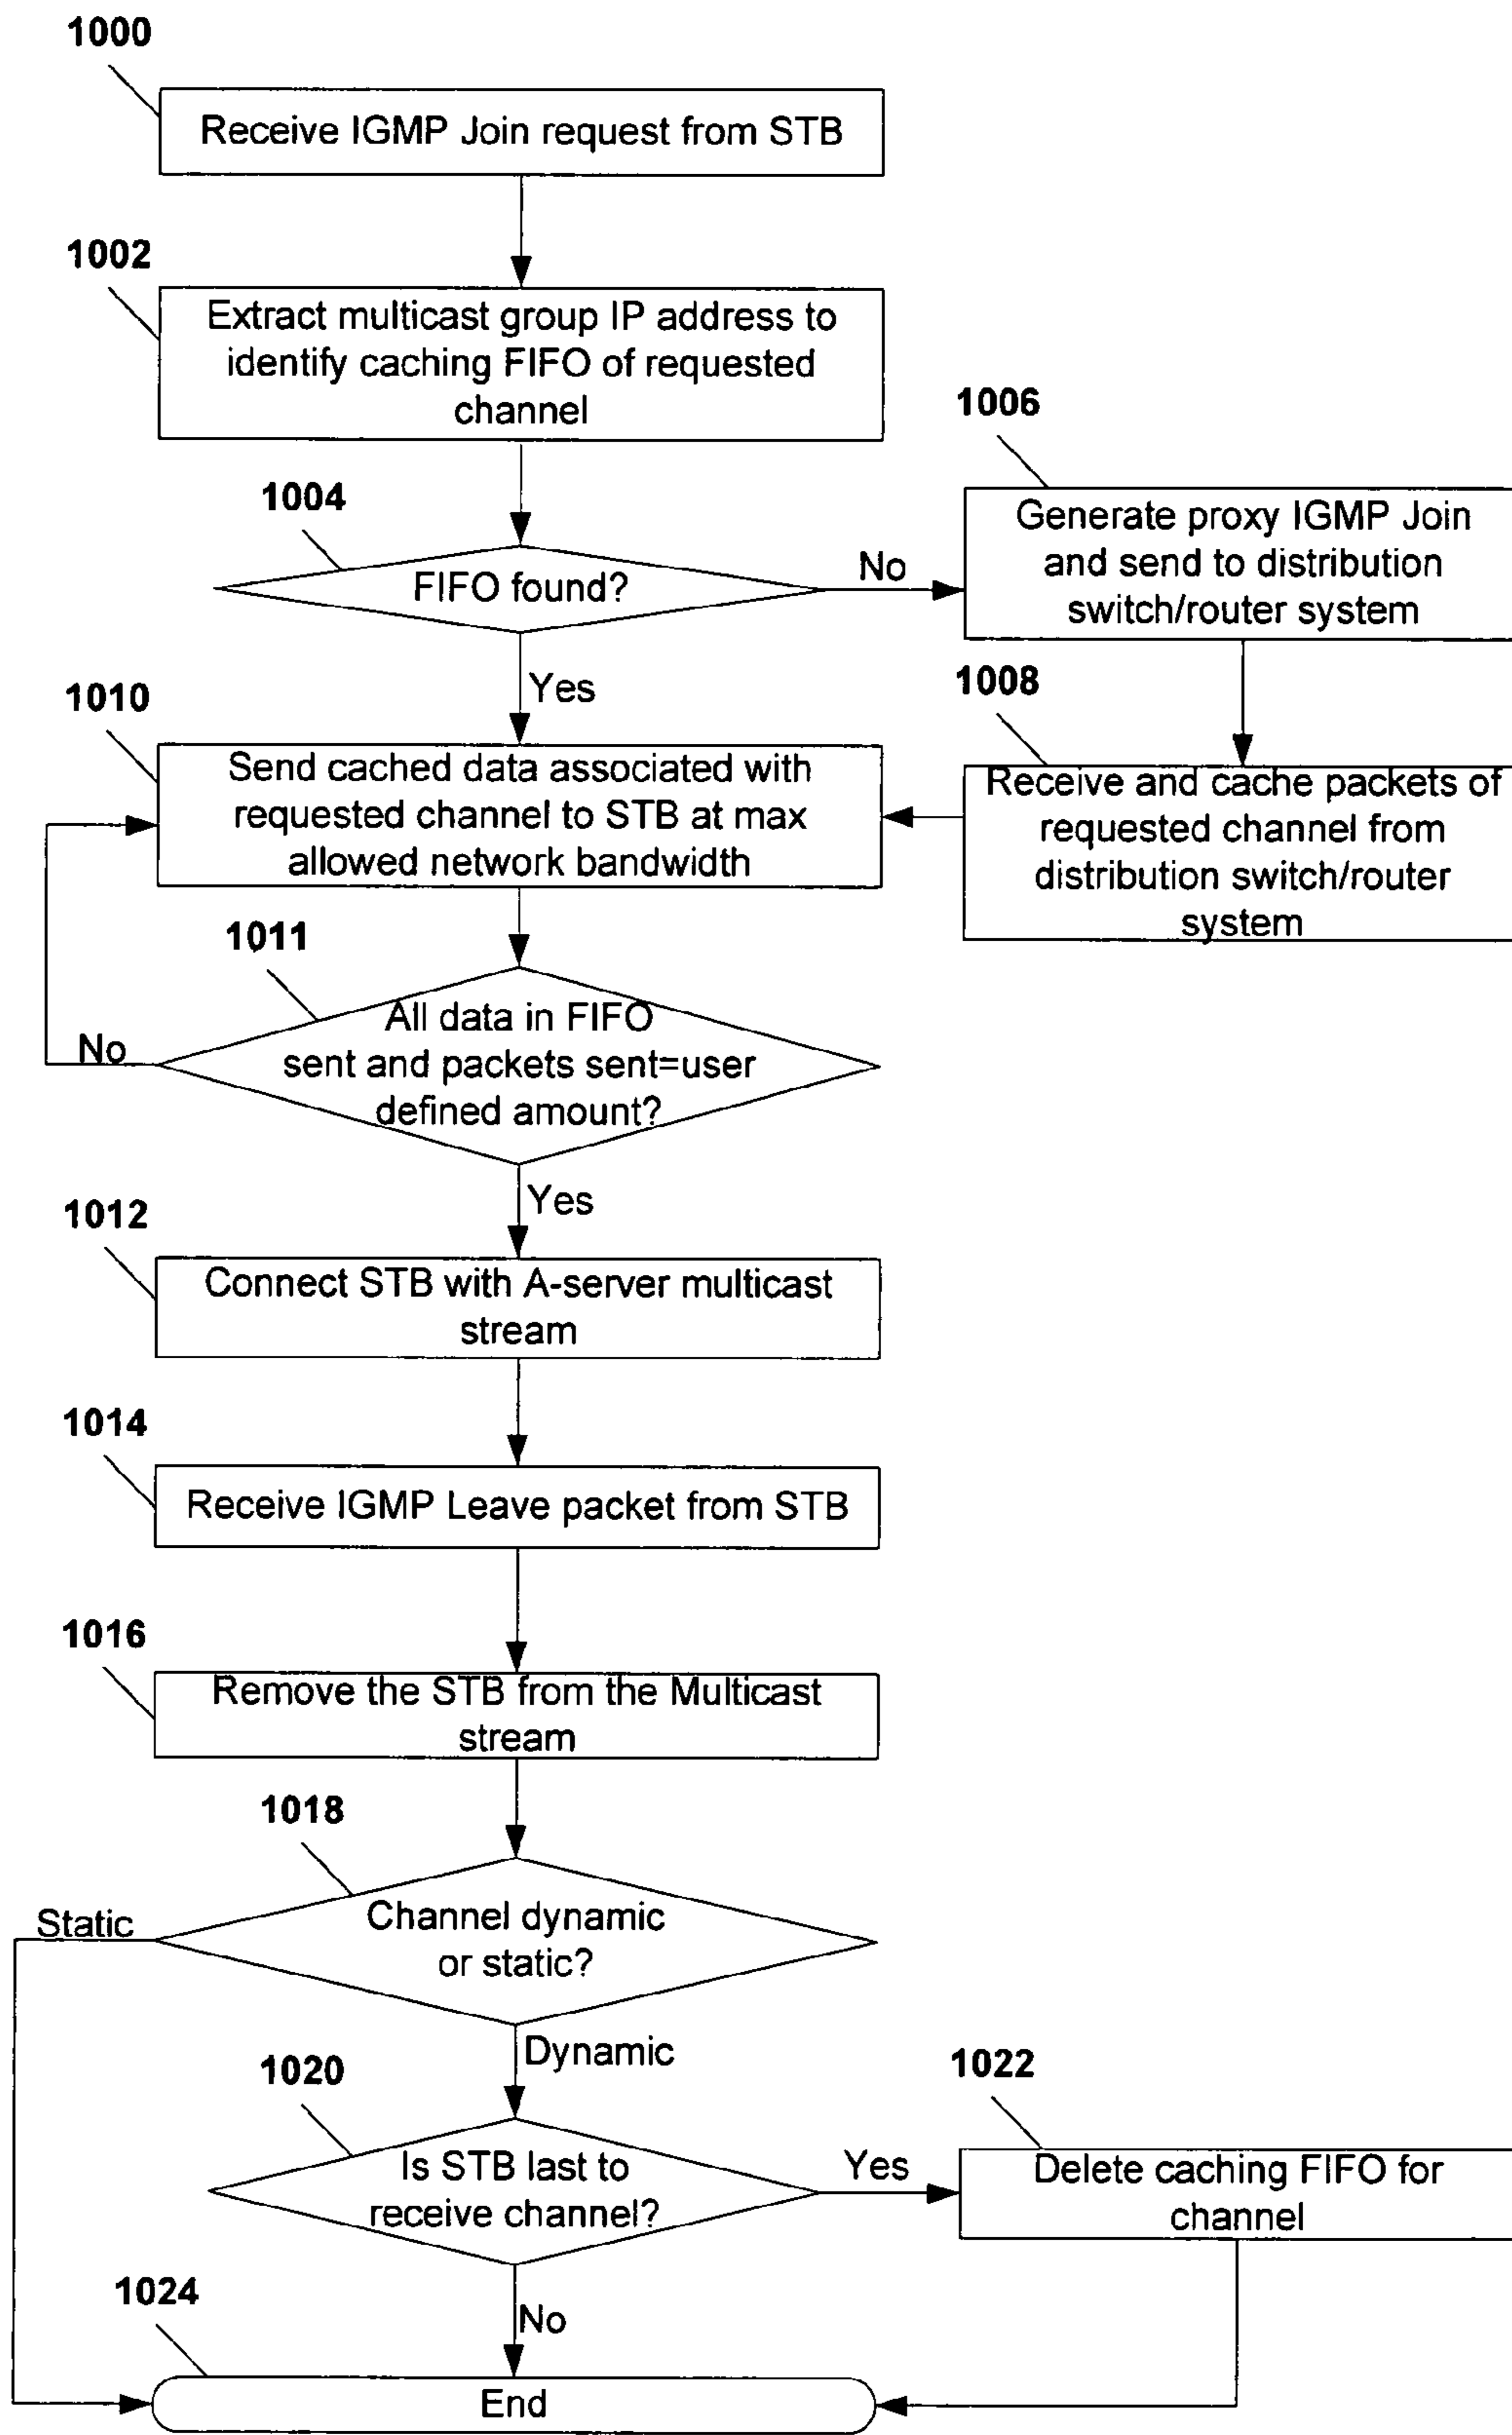 1000
Receive IGMP Join request from STB
1002
Extract multicast group IP address to
identify caching FIFO of requested
channel
1004
FIFO found?
No
1006
Generate proxy IGMP Join
and send to distribution
switch/router system
Yes
1008
Receive and cache packets of
requested channel from
distribution switch/router
system
1010
Send cached data associated with
requested channel to STB at max
allowed network bandwidth
1011
All data in FIFO
sent and packets sent=user
defined amount?
No
Yes
1012
Connect STB with A-server multicast
stream
1014
Receive IGMP Leave packet from STB
1016
Remove the STB from the Multicast
stream
1018
Channel dynamic
or static?
Static
Dynamic
1020
Is STB last to
receive channel?
Yes
1022
Delete caching FIFO for
channel
No
1024
End